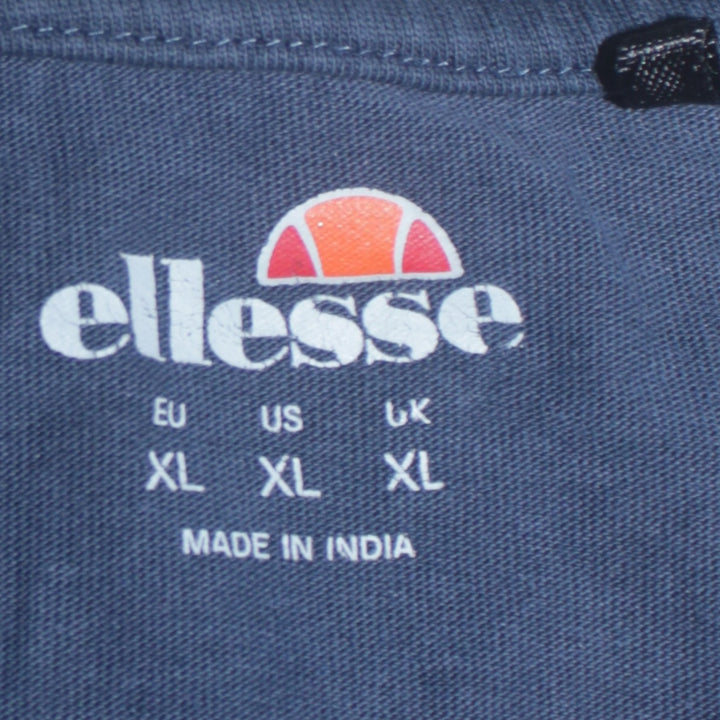 ellesse
EU US UK
XL XL XL
MADE IN INDIA